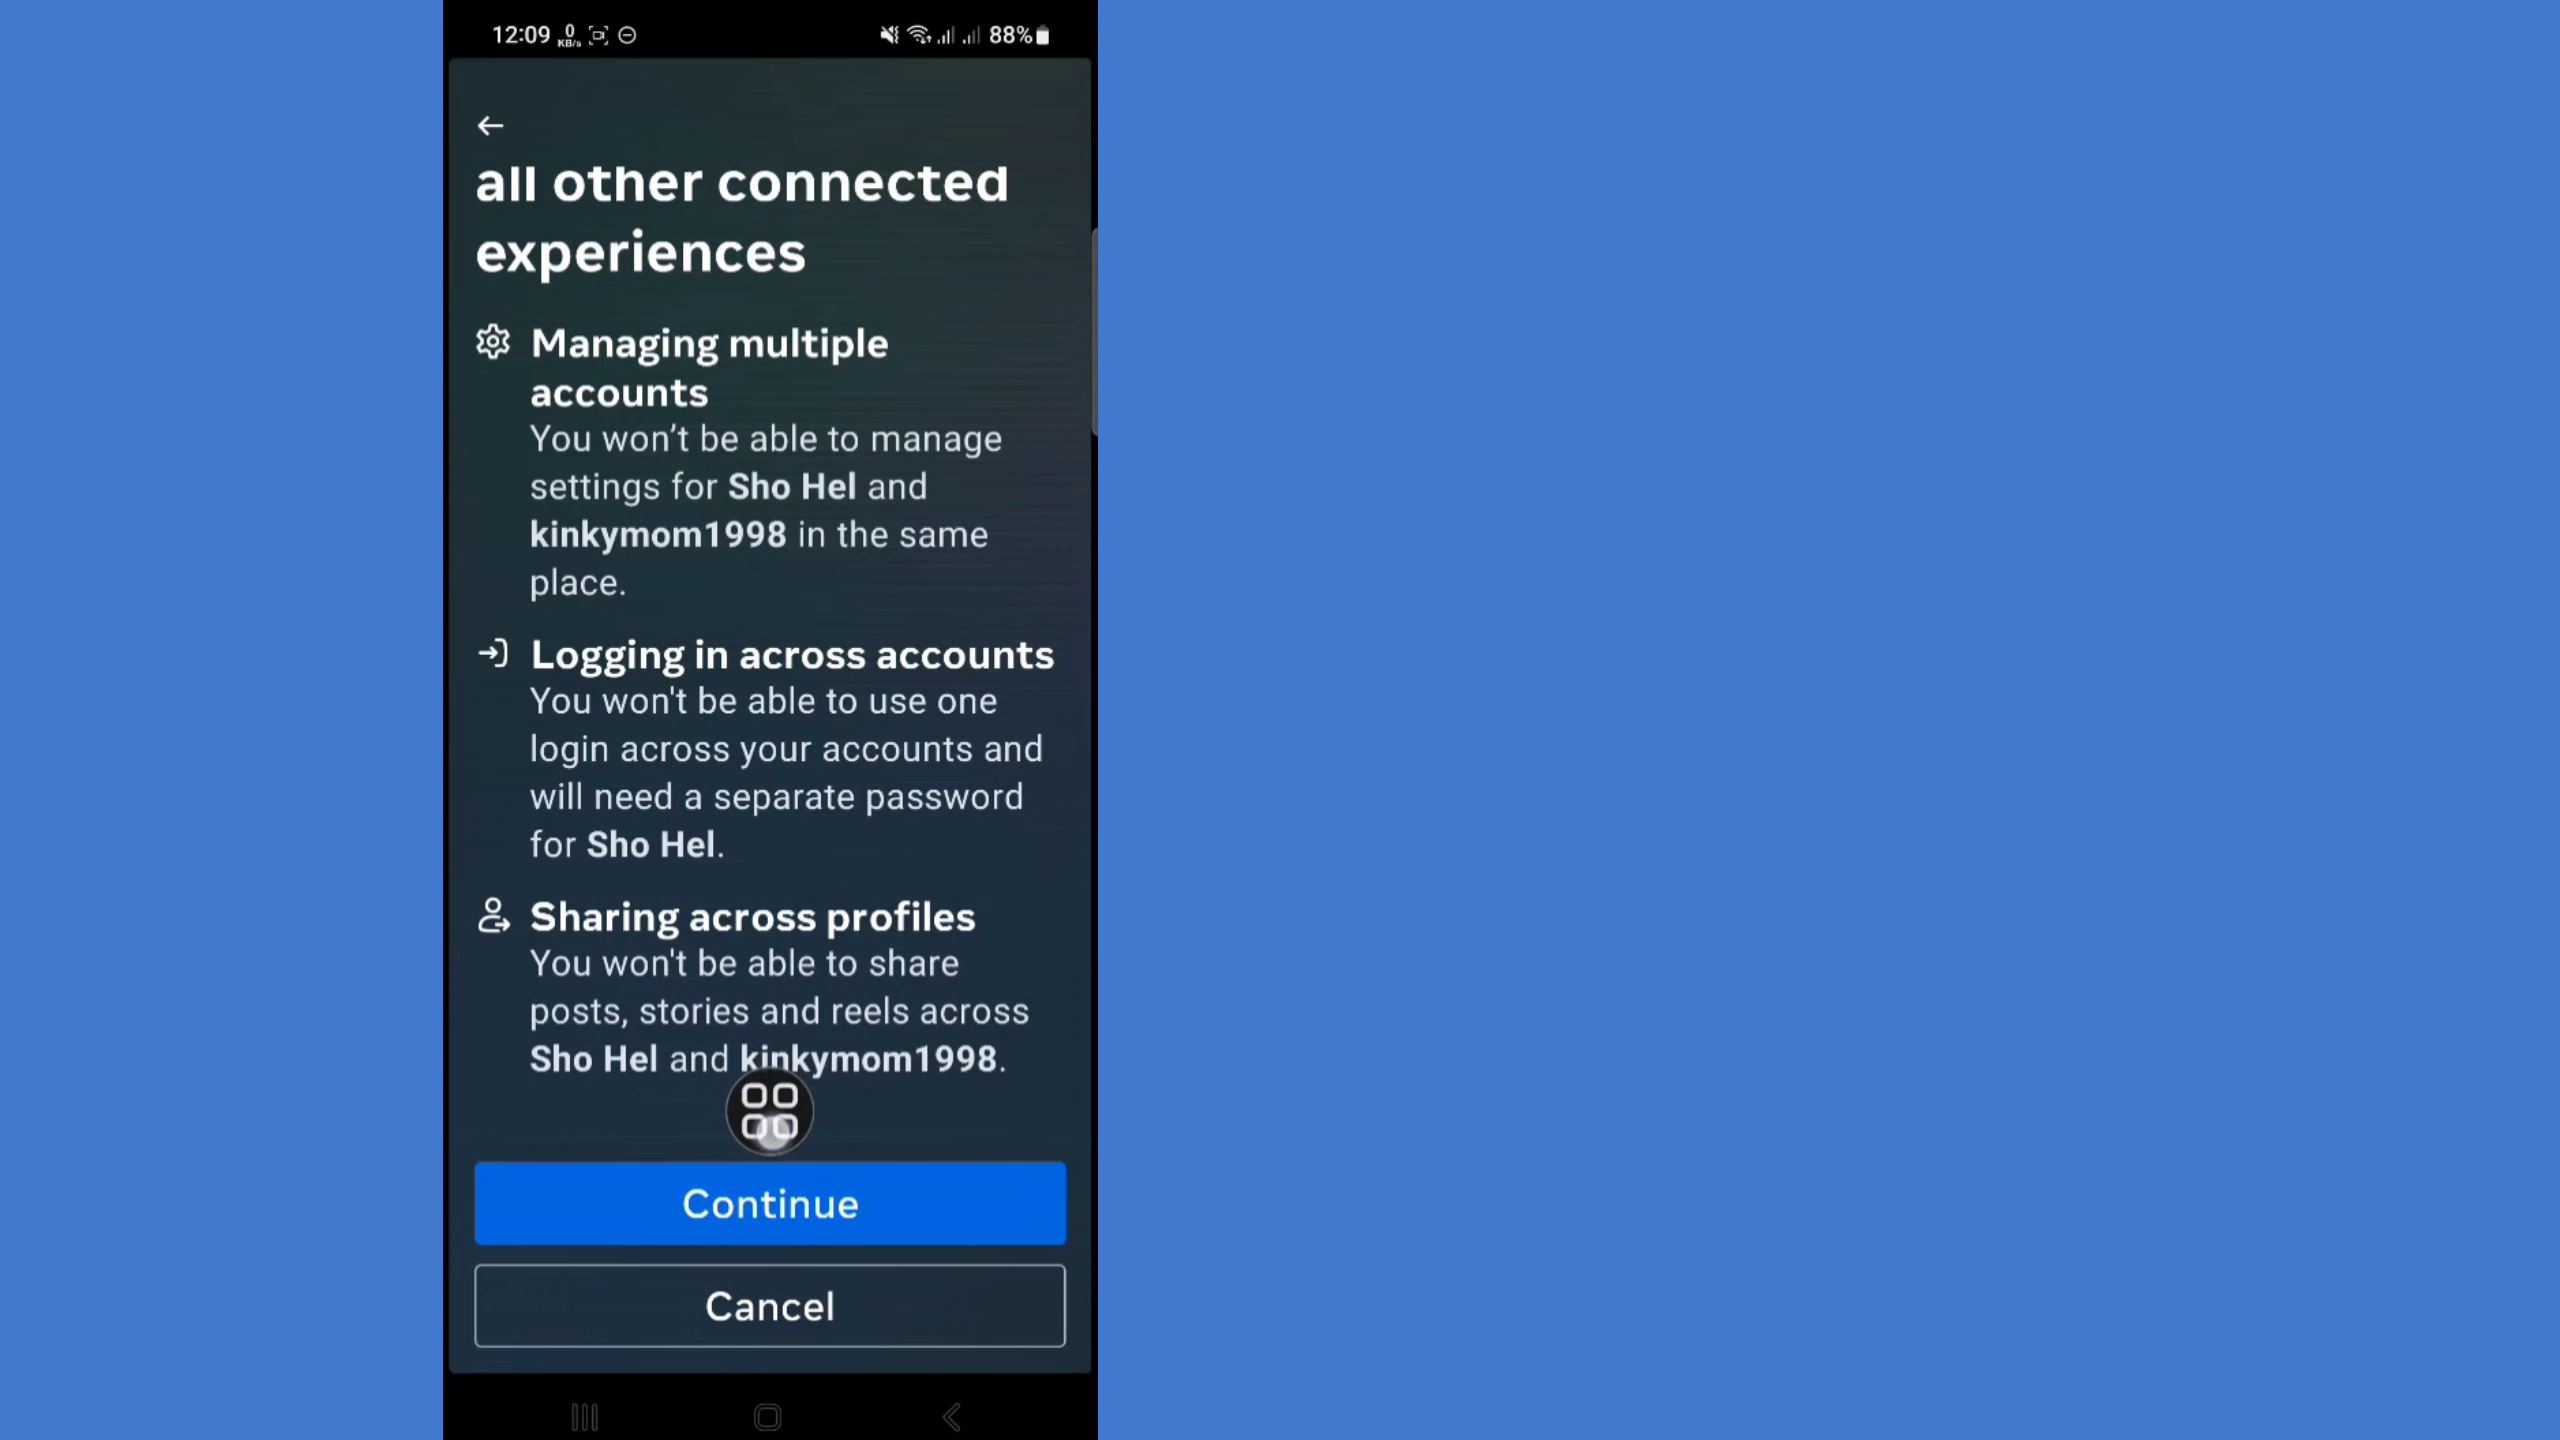 12:09 0 KB/s 88%
all other connected
experiences
Managing multiple
accounts
You won’t be able to manage
settings for Sho Hel and
kinkymom1998 in the same
place.
Logging in across accounts
You won't be able to use one
login across your accounts and
will need a separate password
for Sho Hel.
Sharing across profiles
You won't be able to share
posts, stories and reels across
Sho Hel and kinkymom1998.
Continue
Cancel